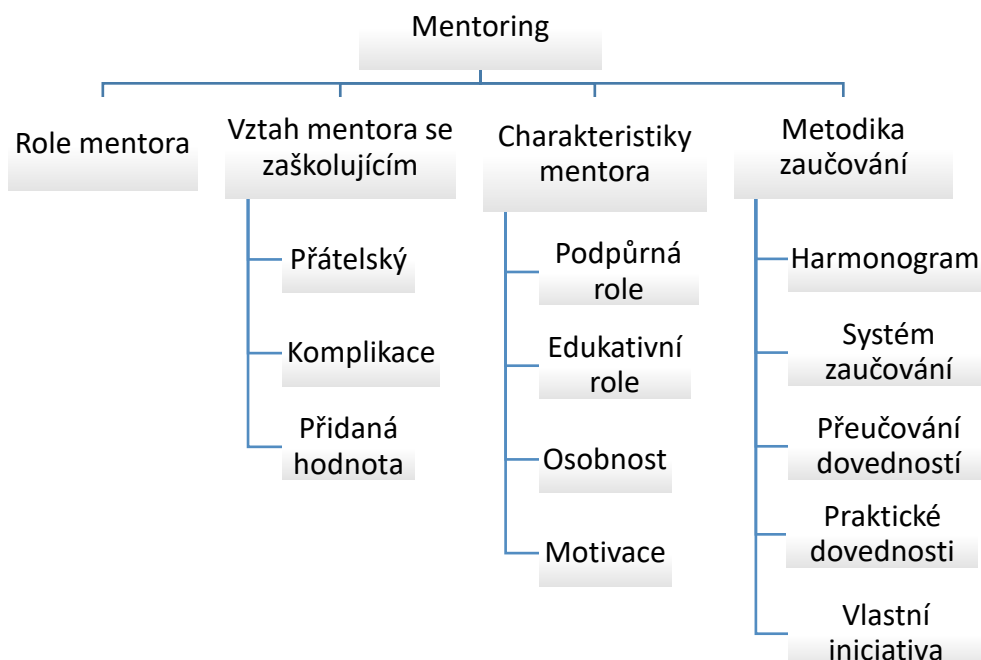 Mentoring
Role mentora
Vztah mentora se
zaškolujícím
Přátelský
Komplikace
Přidaná
hodnota
Charakteristiky
mentora
Podpůrná
role
Edukativní
role
Osobnost
Motivace
Metodika
zaučování
Harmonogram
Systém
zaučování
Přeučování
dovedností
Praktické
dovednosti
Vlastní
iniciativa